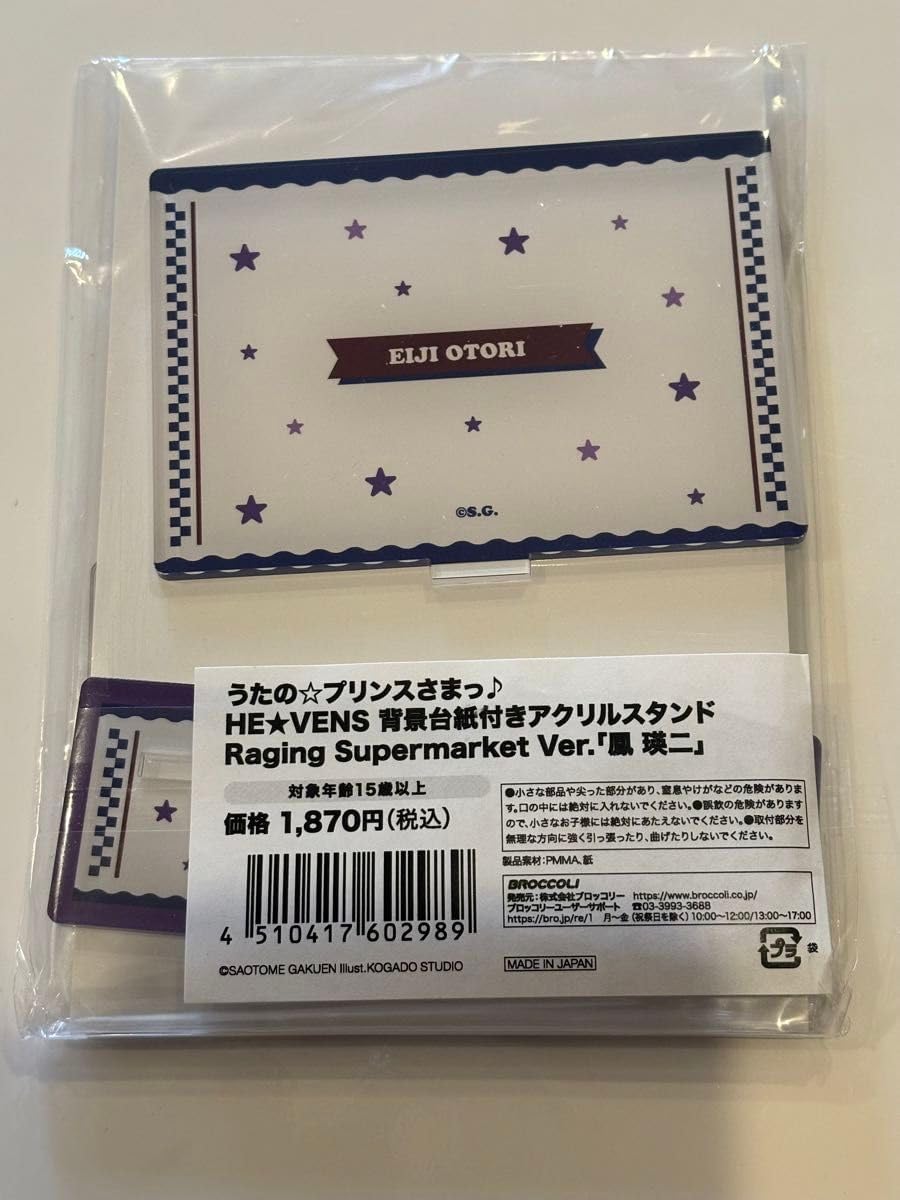 EIJI OTORI
©S.G.
うたの☆プリンスさまっ♪
HE★VENS 背景台紙付きアクリルスタンド
Raging Supermarket Ver.「鳳 瑛二」
対象年齢15歳以上
価格 1,870円(税込)
4 510417 602989
©SAOTOME GAKUEN Illust.KOGADO STUDIO
●小さな部品や尖った部分があり、窒息やけがなどの危険がありま
す。口の中には絶対に入れないでください。●誤飲の危険があります
ので、小さなお子様には絶対にあたえないでください。●取付部分を
無理な方向に強く引っ張ったり、曲げたりしないでください。
製品素材:PMMA、紙
BROCCOLI
発売元:株式会社ブロッコリー https://www.broccoli.co.jp/
ブロッコリーユーザーサポート ☎03-3993-3688
https://bro.jp/re/1 月~金(祝祭日を除く)10:00~12:00/13:00~17:00
MADE IN JAPAN
プラ 袋